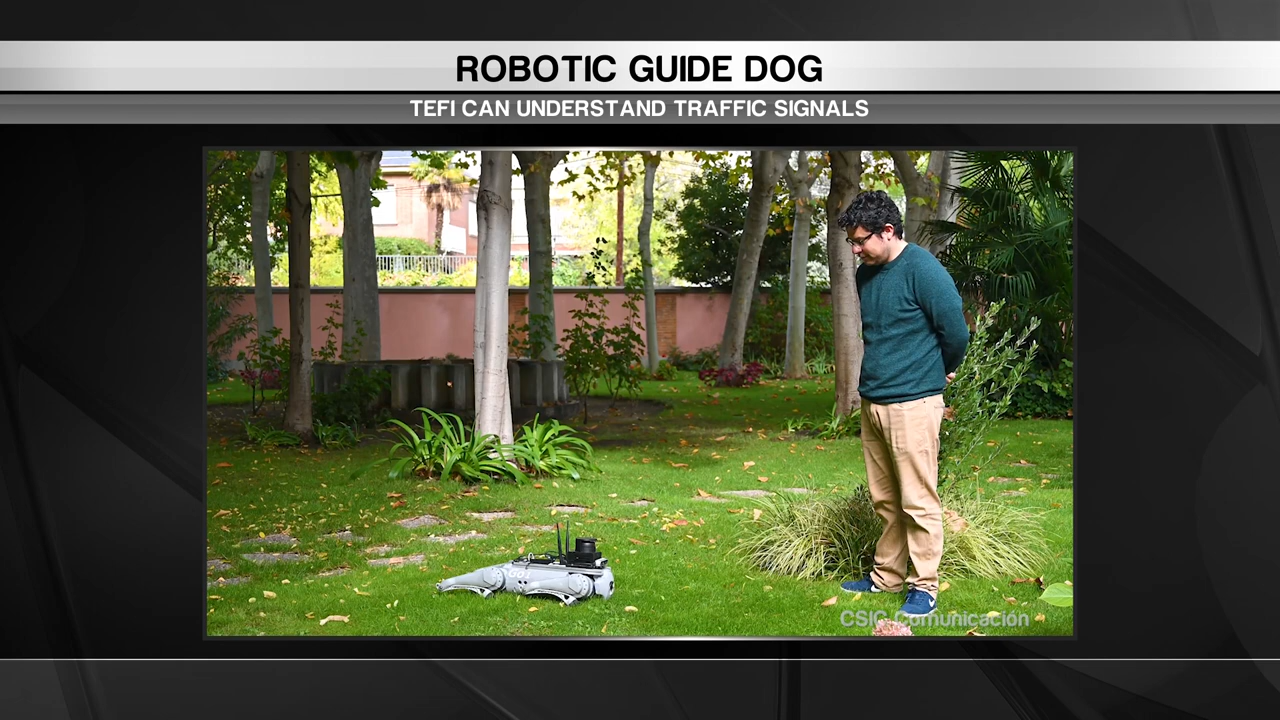 ROBOTIC GUIDE DOG
TEFI CAN UNDERSTAND TRAFFIC SIGNALS
CSIC Comunicación